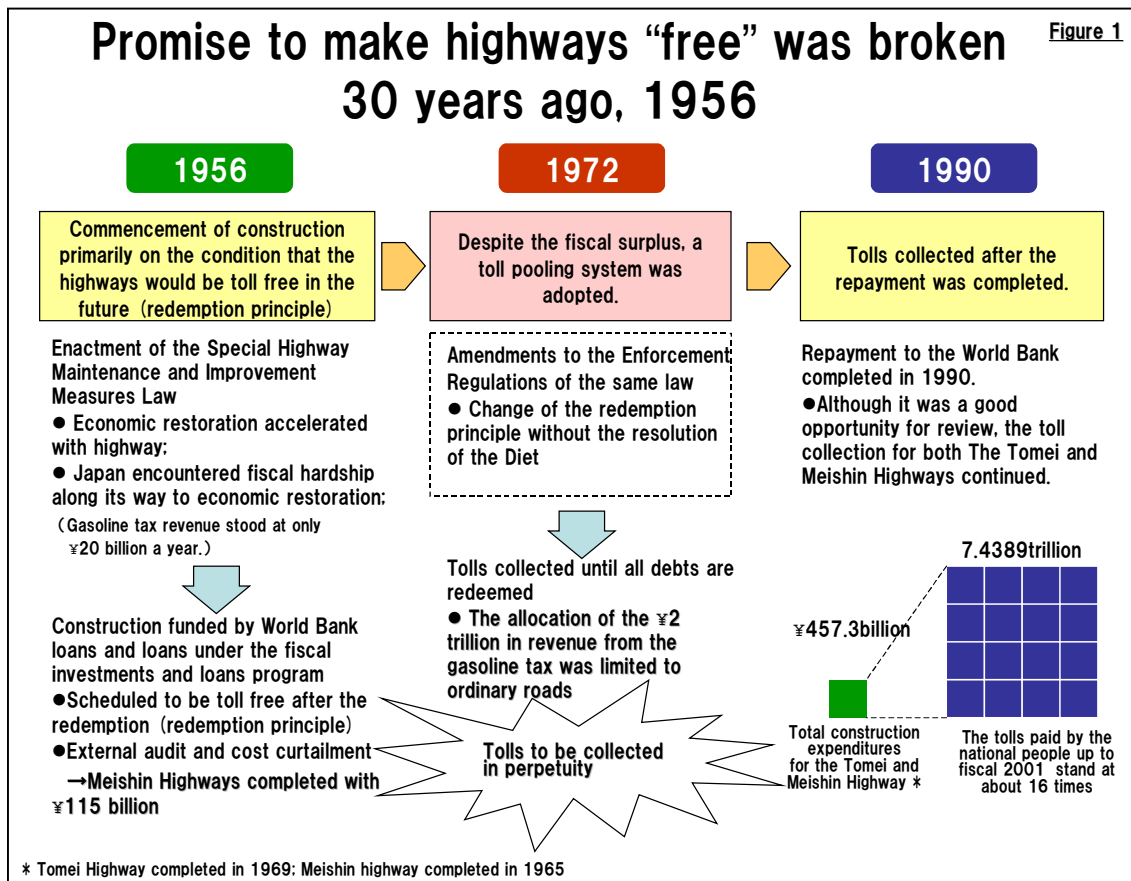 Promise to make highways “free” was broken
30 years ago, 1956
Figure 1
1956
Commencement of construction
primarily on the condition that the
highways would be toll free in the
future (redemption principle)
Enactment of the Special Highway
Maintenance and Improvement
Measures Law
● Economic restoration accelerated
with highway;
● Japan encountered fiscal hardship
along its way to economic restoration;
(Gasoline tax revenue stood at only
¥20 billion a year.)
Construction funded by World Bank
loans and loans under the fiscal
investments and loans program
●Scheduled to be toll free after the
redemption (redemption principle)
●External audit and cost curtailment
→Meishin Highways completed with
¥115 billion
1972
Despite the fiscal surplus, a
toll pooling system was
adopted.
Amendments to the Enforcement
Regulations of the same law
● Change of the redemption
principle without the resolution
of the Diet
Tolls collected until all debts are
redeemed
● The allocation of the ¥2
trillion in revenue from the
gasoline tax was limited to
ordinary roads
Tolls to be collected
in perpetuity
1990
Tolls collected after the
repayment was completed.
Repayment to the World Bank
completed in 1990.
●Although it was a good
opportunity for review, the toll
collection for both The Tomei and
Meishin Highways continued.
7.4389trillion
¥457.3billion
Total construction
expenditures
for the Tomei and
Meishin Highway *
The tolls paid by the
national people up to
fiscal 2001 stand at
about 16 times
* Tomei Highway completed in 1969; Meishin highway completed in 1965